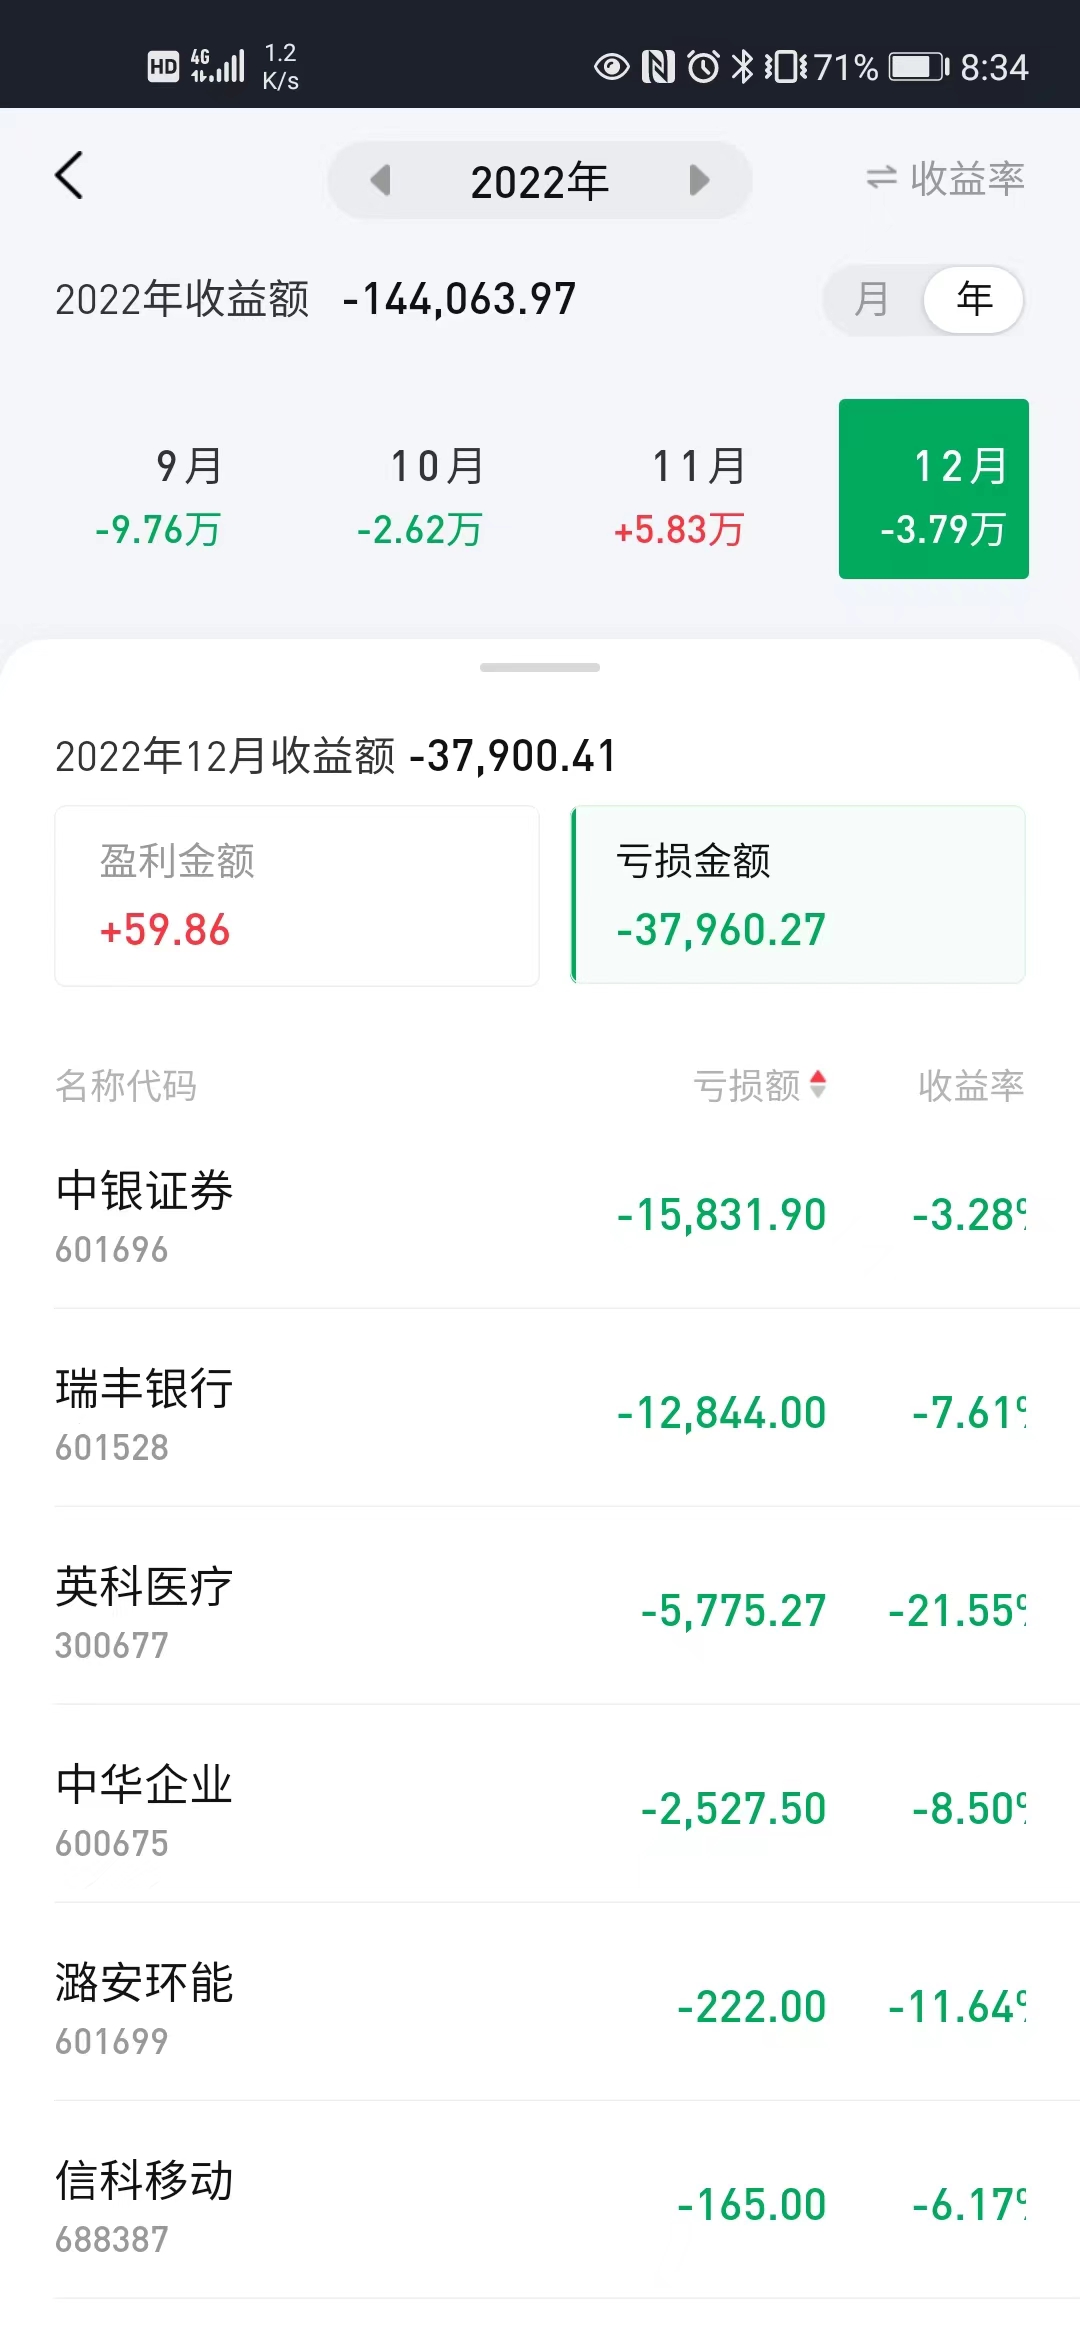 HD 4G 1.2 K/s 71% 8:34
2022年 收益率
2022年收益额 -144,063.97 月 年
9月 10月 11月 12月
-9.76万 -2.62万 +5.83万 -3.79万
2022年12月收益额 -37,900.41
盈利金额 亏损金额
+59.86 -37,960.27
名称代码 亏损额 收益率
中银证券 -15,831.90 -3.28%
601696
瑞丰银行 -12,844.00 -7.61%
601528
英科医疗 -5,775.27 -21.55%
300677
中华企业 -2,527.50 -8.50%
600675
潞安环能 -222.00 -11.64%
601699
信科移动 -165.00 -6.17%
688387